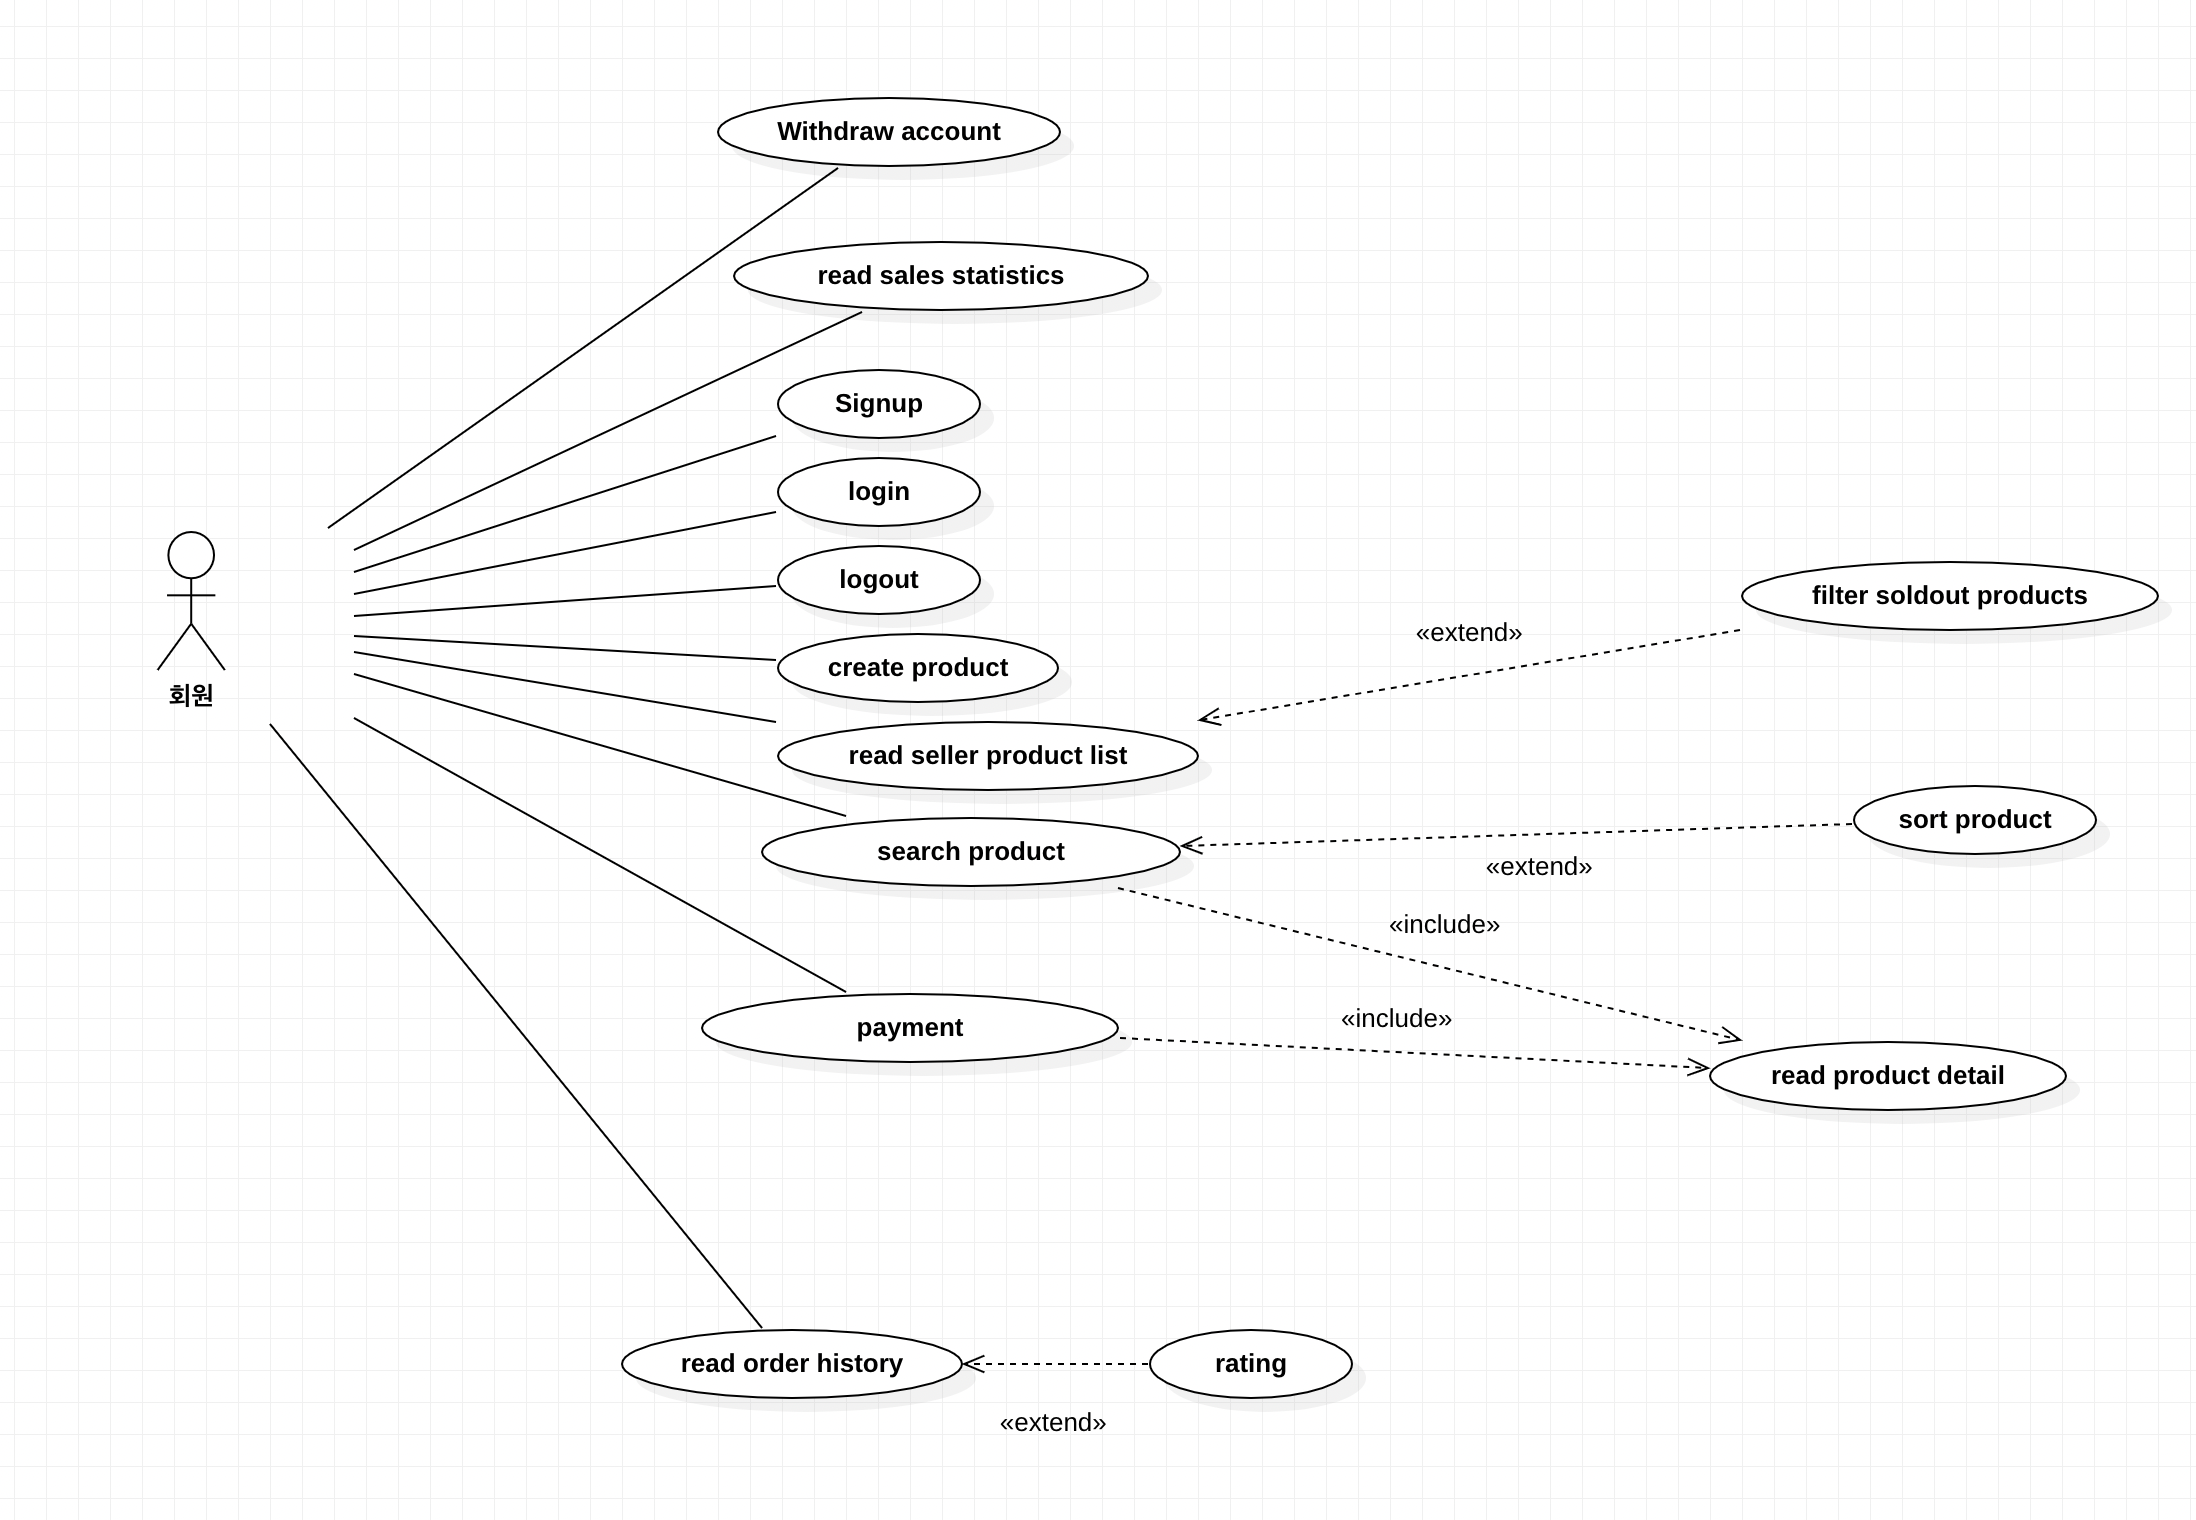 Withdraw account
read sales statistics
Signup
login
logout
filter soldout products
«extend»
create product
회원
read seller product list
sort product
search product
«extend»
«include»
«include»
payment
read product detail
read order history
rating
«extend»